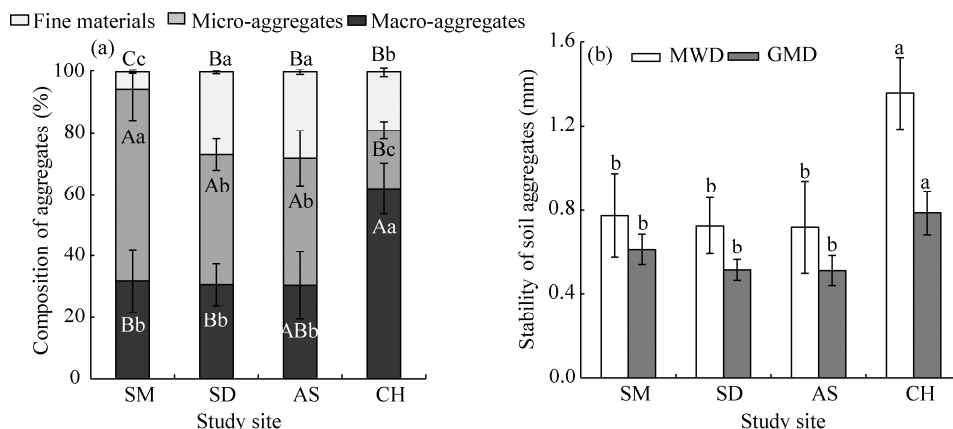 Fine materials Micro-aggregates Macro-aggregates
(a)
Cc Ba Ba Bb
100
80
60
40
20
0
Composition of aggregates (%)
Aa Ab Ab Bc
Bb Bb ABb Aa
SM SD AS CH
Study site
(b)
MWD GMD
1.6
1.2
0.8
0.4
0.0
Stability of soil aggregates (mm)
b b b b b b a a
SM SD AS CH
Study site